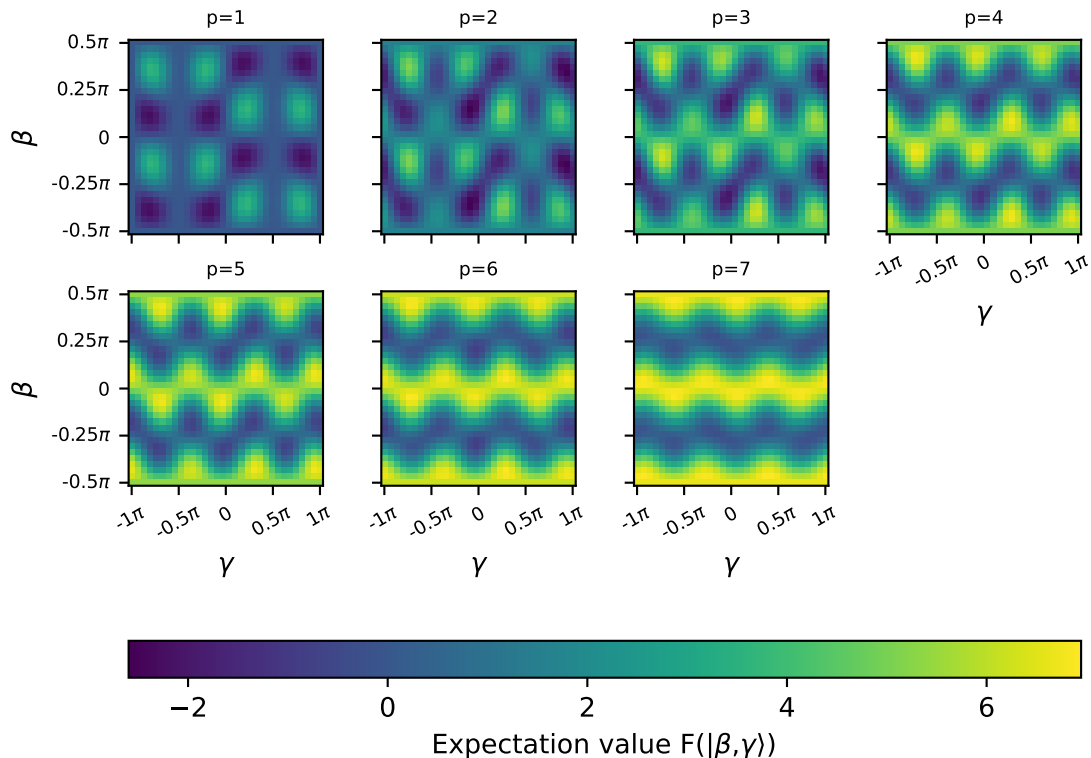 p=1 p=2 p=3 p=4
0.5π
0.25π
0
-0.25π
-0.5π
β
-1π -0.5π 0 0.5π 1π
γ
p=5 p=6 p=7
0.5π
0.25π
0
-0.25π
-0.5π
β
-1π -0.5π 0 0.5π 1π -1π -0.5π 0 0.5π 1π -1π -0.5π 0 0.5π 1π
γ γ γ
−2 0 2 4 6
Expectation value F(|β,γ⟩)